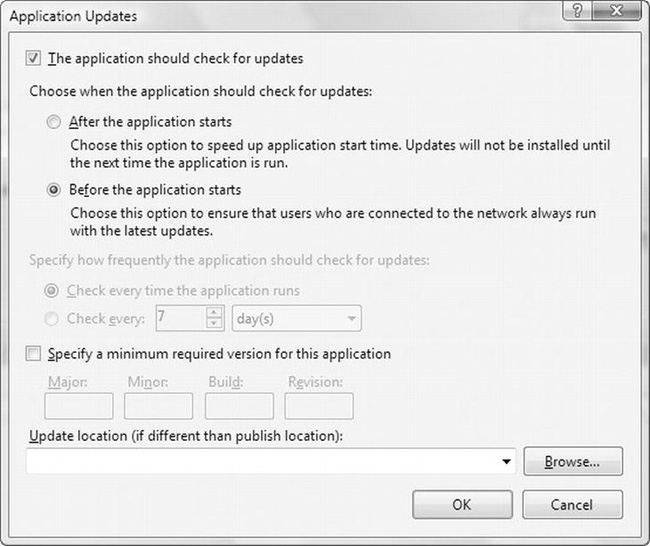 Application Updates
The application should check for updates
Choose when the application should check for updates:
After the application starts
Choose this option to speed up application start time. Updates will not be installed until
the next time the application is run.
Before the application starts
Choose this option to ensure that users who are connected to the network always run
with the latest updates.
Specify how frequently the application should check for updates:
Check every time the application runs
Check every: 7 day(s)
Specify a minimum required version for this application
Major: Minor: Build: Revision:
Update location (if different than publish location):
Browse...
OK Cancel